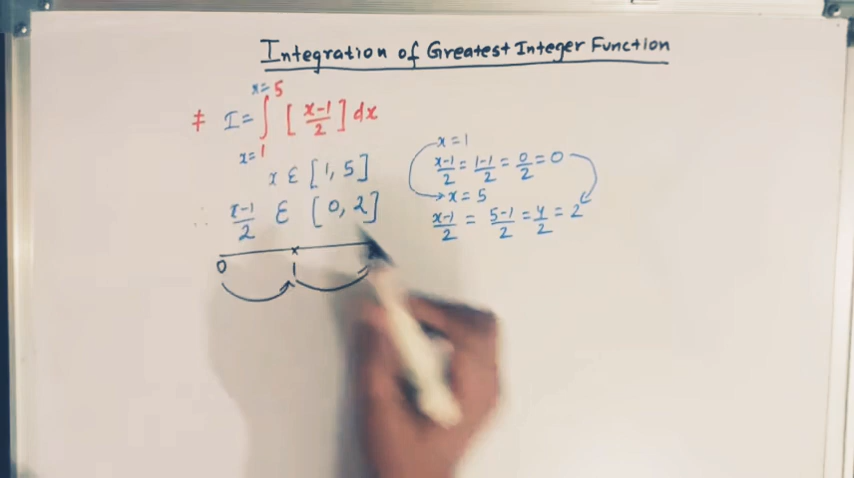 Integration of Greatest Integer Function
x=5
# I=∫ [x-1/2] dx
x=1
x ∈ [1, 5]
∴ x-1/2 ∈ [0, 2]
0 x
1
x=1
x-1/2 = 1-1/2 = 0/2 = 0
x=5
x-1/2 = 5-1/2 = 4/2 = 2